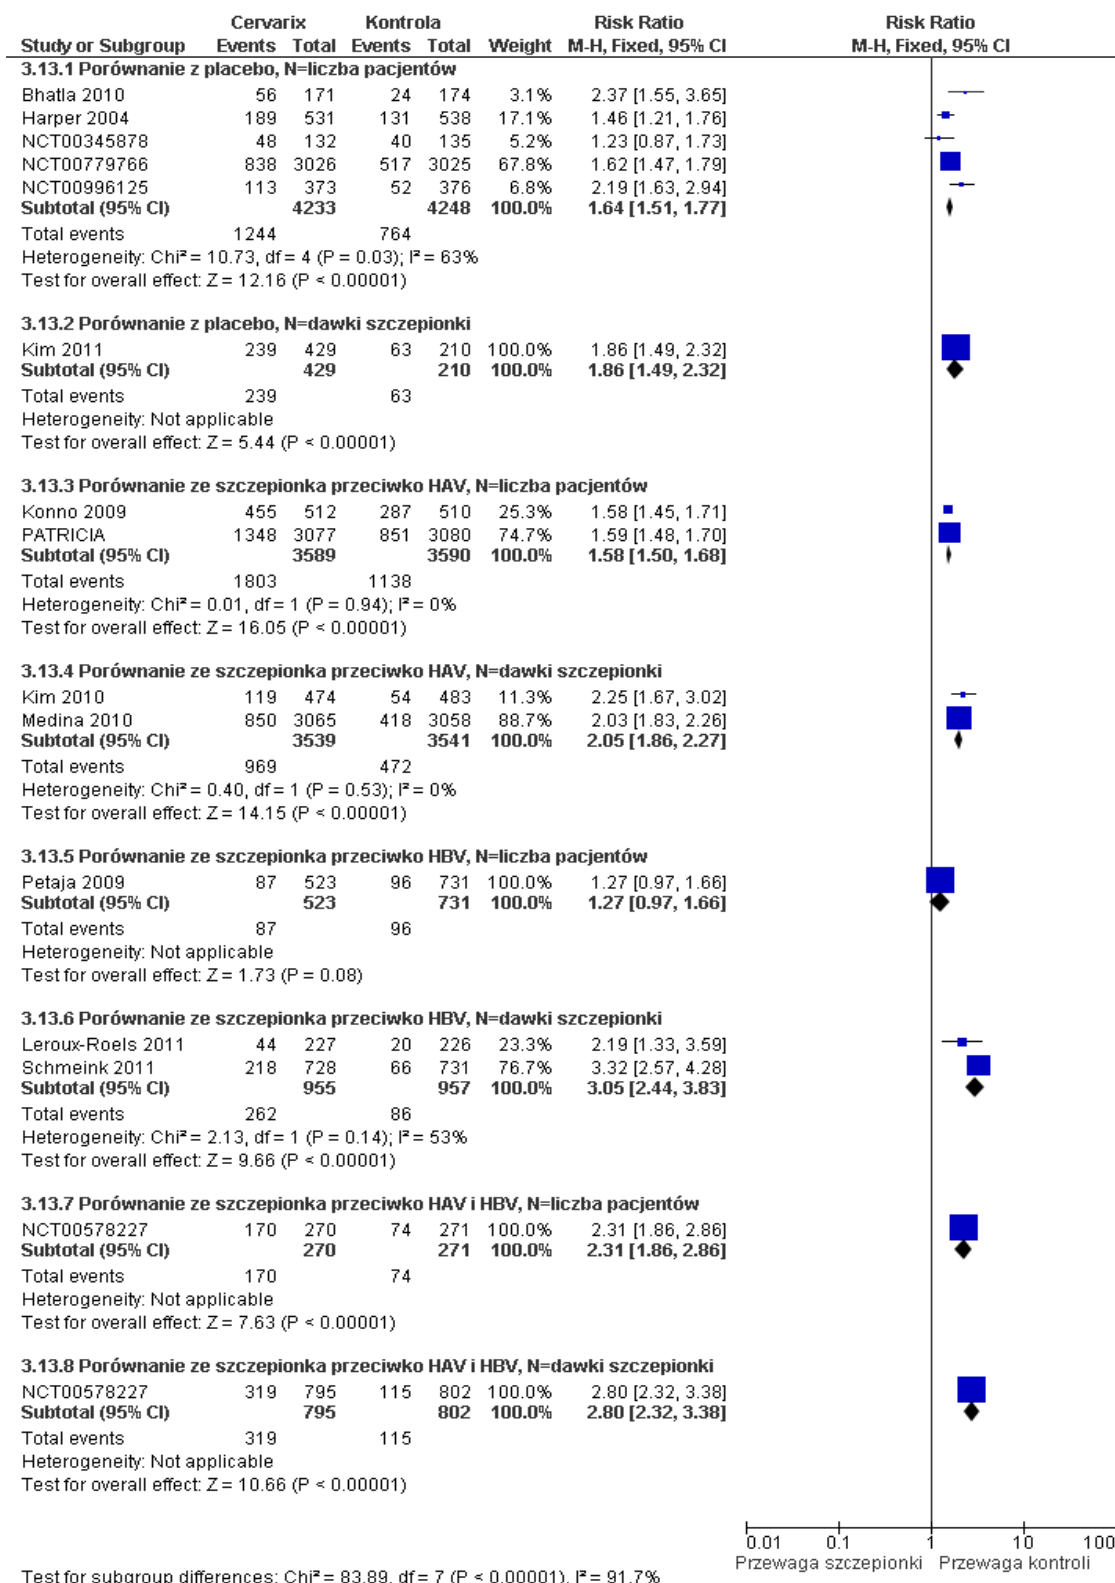 Cervarix Kontrola Risk Ratio Risk Ratio
Study or Subgroup Events Total Events Total Weight M-H, Fixed, 95% CI M-H, Fixed, 95% CI
3.13.1 Porównanie z placebo, N=liczba pacjentów
Bhatla 2010 56 171 24 174 3.1% 2.37 [1.55, 3.65]
Harper 2004 189 531 131 538 17.1% 1.46 [1.21, 1.76]
NCT00345878 48 132 40 135 5.2% 1.23 [0.87, 1.73]
NCT00779766 838 3026 517 3025 67.8% 1.62 [1.47, 1.79]
NCT00996125 113 373 52 376 6.8% 2.19 [1.63, 2.94]
Subtotal (95% CI) 4233 4248 100.0% 1.64 [1.51, 1.77]
Total events 1244 764
Heterogeneity: Chi² = 10.73, df = 4 (P = 0.03); I² = 63%
Test for overall effect: Z = 12.16 (P < 0.00001)
3.13.2 Porównanie z placebo, N=dawki szczepionki
Kim 2011 239 429 63 210 100.0% 1.86 [1.49, 2.32]
Subtotal (95% CI) 429 210 100.0% 1.86 [1.49, 2.32]
Total events 239 63
Heterogeneity: Not applicable
Test for overall effect: Z = 5.44 (P < 0.00001)
3.13.3 Porównanie ze szczepionka przeciwko HAV, N=liczba pacjentów
Konno 2009 455 512 287 510 25.3% 1.58 [1.45, 1.71]
PATRICIA 1348 3077 851 3080 74.7% 1.59 [1.48, 1.70]
Subtotal (95% CI) 3589 3590 100.0% 1.58 [1.50, 1.68]
Total events 1803 1138
Heterogeneity: Chi² = 0.01, df = 1 (P = 0.94); I² = 0%
Test for overall effect: Z = 16.05 (P < 0.00001)
3.13.4 Porównanie ze szczepionka przeciwko HAV, N=dawki szczepionki
Kim 2010 119 474 54 483 11.3% 2.25 [1.67, 3.02]
Medina 2010 850 3065 418 3058 88.7% 2.03 [1.83, 2.26]
Subtotal (95% CI) 3539 3541 100.0% 2.05 [1.86, 2.27]
Total events 969 472
Heterogeneity: Chi² = 0.40, df = 1 (P = 0.53); I² = 0%
Test for overall effect: Z = 14.15 (P < 0.00001)
3.13.5 Porównanie ze szczepionka przeciwko HBV, N=liczba pacjentów
Petaja 2009 87 523 96 731 100.0% 1.27 [0.97, 1.66]
Subtotal (95% CI) 523 731 100.0% 1.27 [0.97, 1.66]
Total events 87 96
Heterogeneity: Not applicable
Test for overall effect: Z = 1.73 (P = 0.08)
3.13.6 Porównanie ze szczepionka przeciwko HBV, N=dawki szczepionki
Leroux-Roels 2011 44 227 20 226 23.3% 2.19 [1.33, 3.59]
Schmeink 2011 218 728 66 731 76.7% 3.32 [2.57, 4.28]
Subtotal (95% CI) 955 957 100.0% 3.05 [2.44, 3.83]
Total events 262 86
Heterogeneity: Chi² = 2.13, df = 1 (P = 0.14); I² = 53%
Test for overall effect: Z = 9.66 (P < 0.00001)
3.13.7 Porównanie ze szczepionka przeciwko HAV i HBV, N=liczba pacjentów
NCT00578227 170 270 74 271 100.0% 2.31 [1.86, 2.86]
Subtotal (95% CI) 270 271 100.0% 2.31 [1.86, 2.86]
Total events 170 74
Heterogeneity: Not applicable
Test for overall effect: Z = 7.63 (P < 0.00001)
3.13.8 Porównanie ze szczepionka przeciwko HAV i HBV, N=dawki szczepionki
NCT00578227 319 795 115 802 100.0% 2.80 [2.32, 3.38]
Subtotal (95% CI) 795 802 100.0% 2.80 [2.32, 3.38]
Total events 319 115
Heterogeneity: Not applicable
Test for overall effect: Z = 10.66 (P < 0.00001)
0.01 0.1 1 10 100
Przewaga szczepionki Przewaga kontroli
Test for subgroup differences: Chi² = 83.89, df = 7 (P < 0.00001), I² = 91.7%